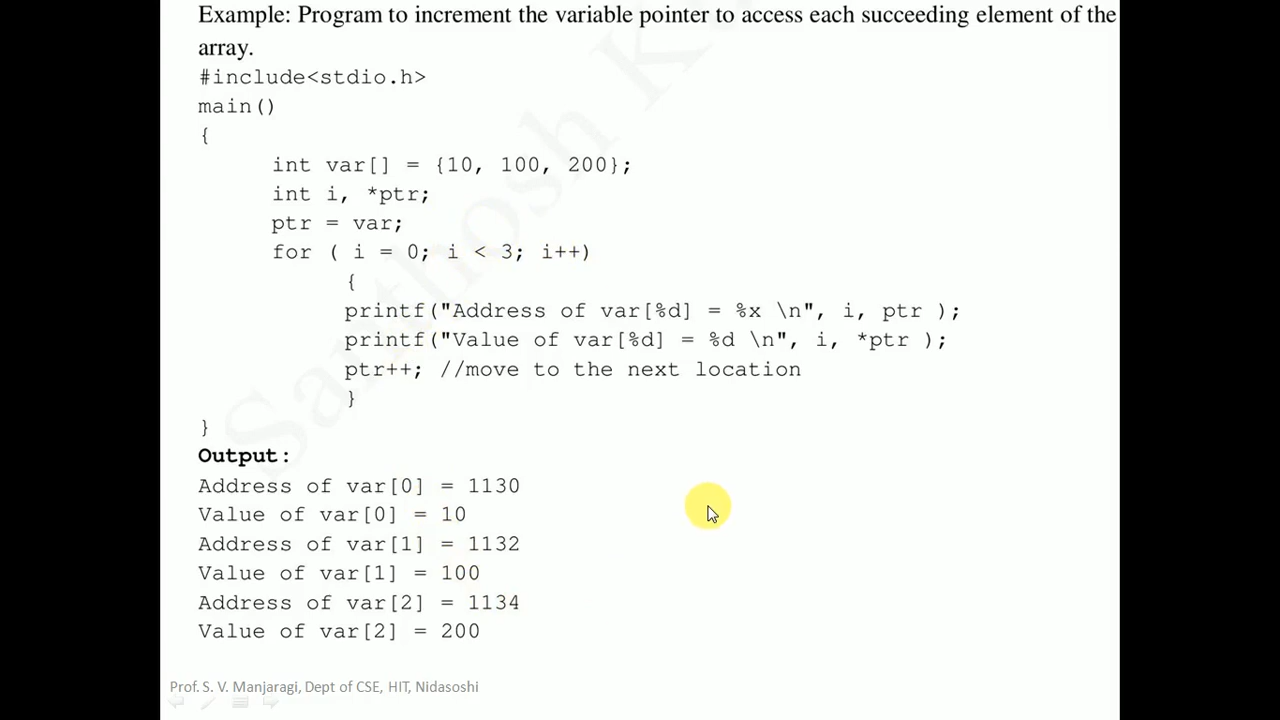 Example: Program to increment the variable pointer to access each succeeding element of the
array.
#include<stdio.h>
main()
{
int var[] = {10, 100, 200};
int i, *ptr;
ptr = var;
for ( i = 0; i < 3; i++)
{
printf("Address of var[%d] = %x \n", i, ptr );
printf("Value of var[%d] = %d \n", i, *ptr );
ptr++; //move to the next location
}
}
Output:
Address of var[0] = 1130
Value of var[0] = 10
Address of var[1] = 1132
Value of var[1] = 100
Address of var[2] = 1134
Value of var[2] = 200
Prof. S. V. Manjaragi, Dept of CSE, HIT, Nidasoshi
Santhosh